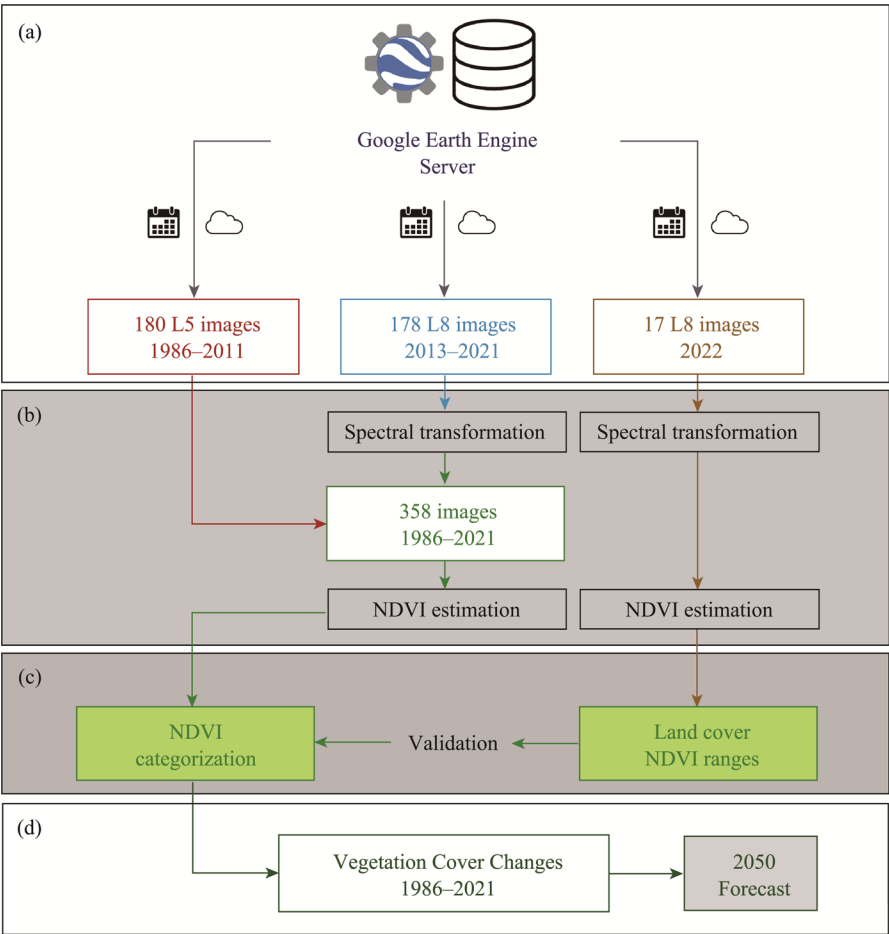 (a)
Google Earth Engine
Server
180 L5 images
1986–2011
178 L8 images
2013–2021
17 L8 images
2022
(b)
Spectral transformation
Spectral transformation
358 images
1986–2021
NDVI estimation
NDVI estimation
(c)
NDVI
categorization
Validation
Land cover
NDVI ranges
(d)
Vegetation Cover Changes
1986–2021
2050
Forecast